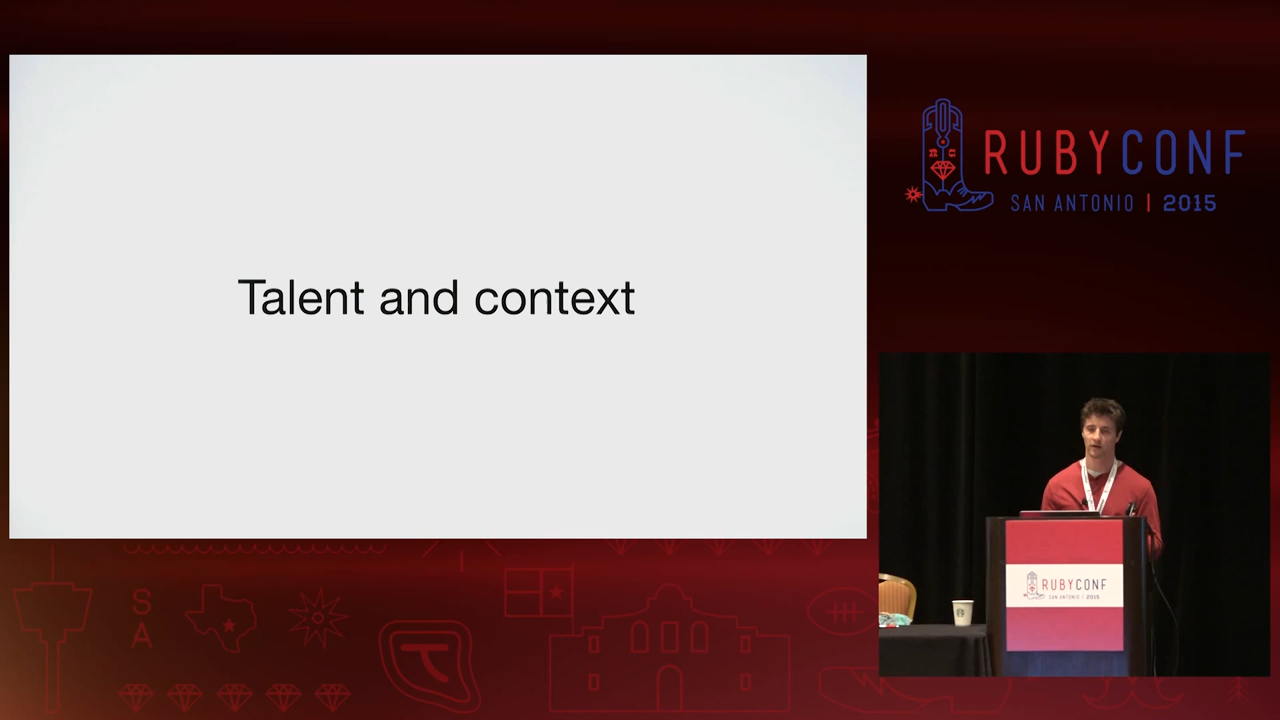 Talent and context
RUBYCONF
SAN ANTONIO | 2015
RUBYCONF
SAN ANTONIO | 2015
S
A